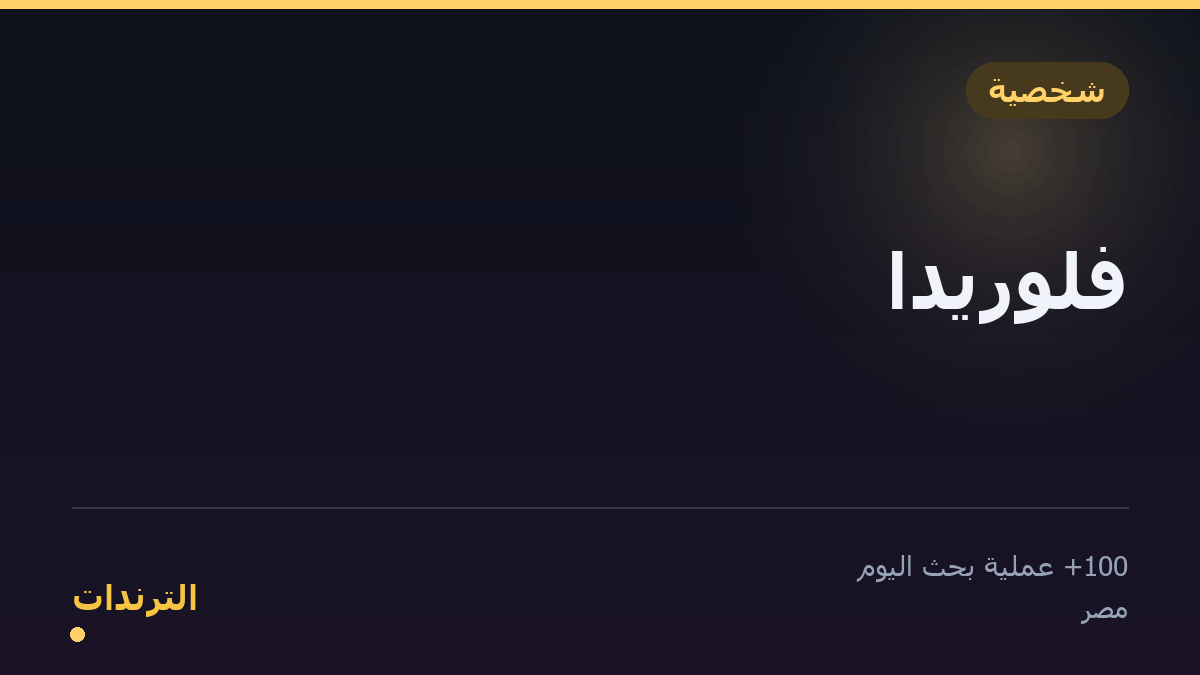 شخصية
فلوريدا
100+ عملية بحث اليوم
مصر
الترندات